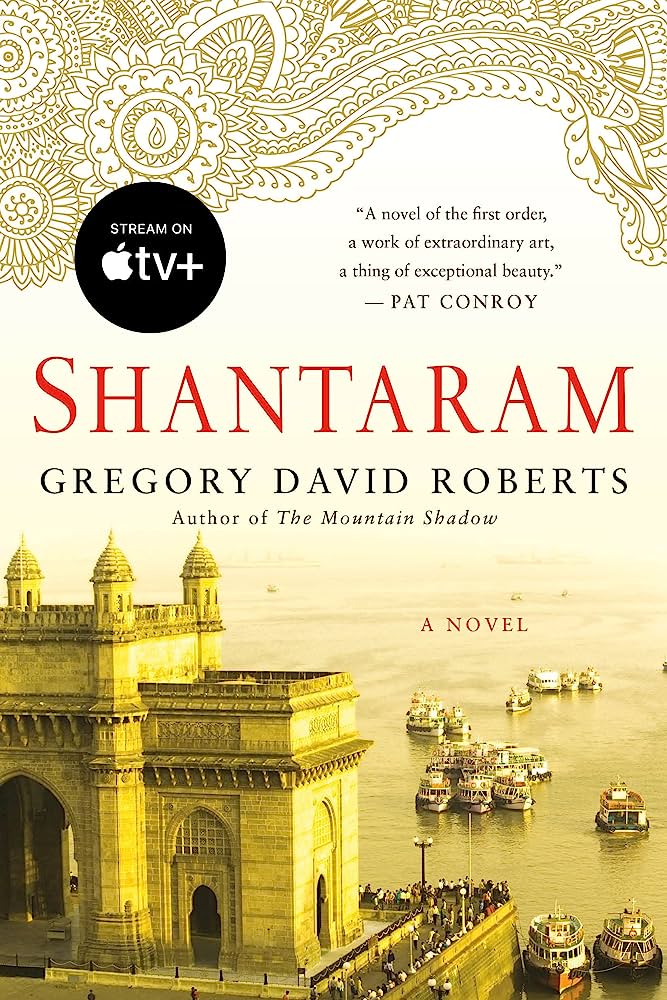 STREAM ON
tv+
“A novel of the first order,
a work of extraordinary art,
a thing of exceptional beauty.”
— PAT CONROY
SHANTARAM
GREGORY DAVID ROBERTS
Author of The Mountain Shadow
A NOVEL